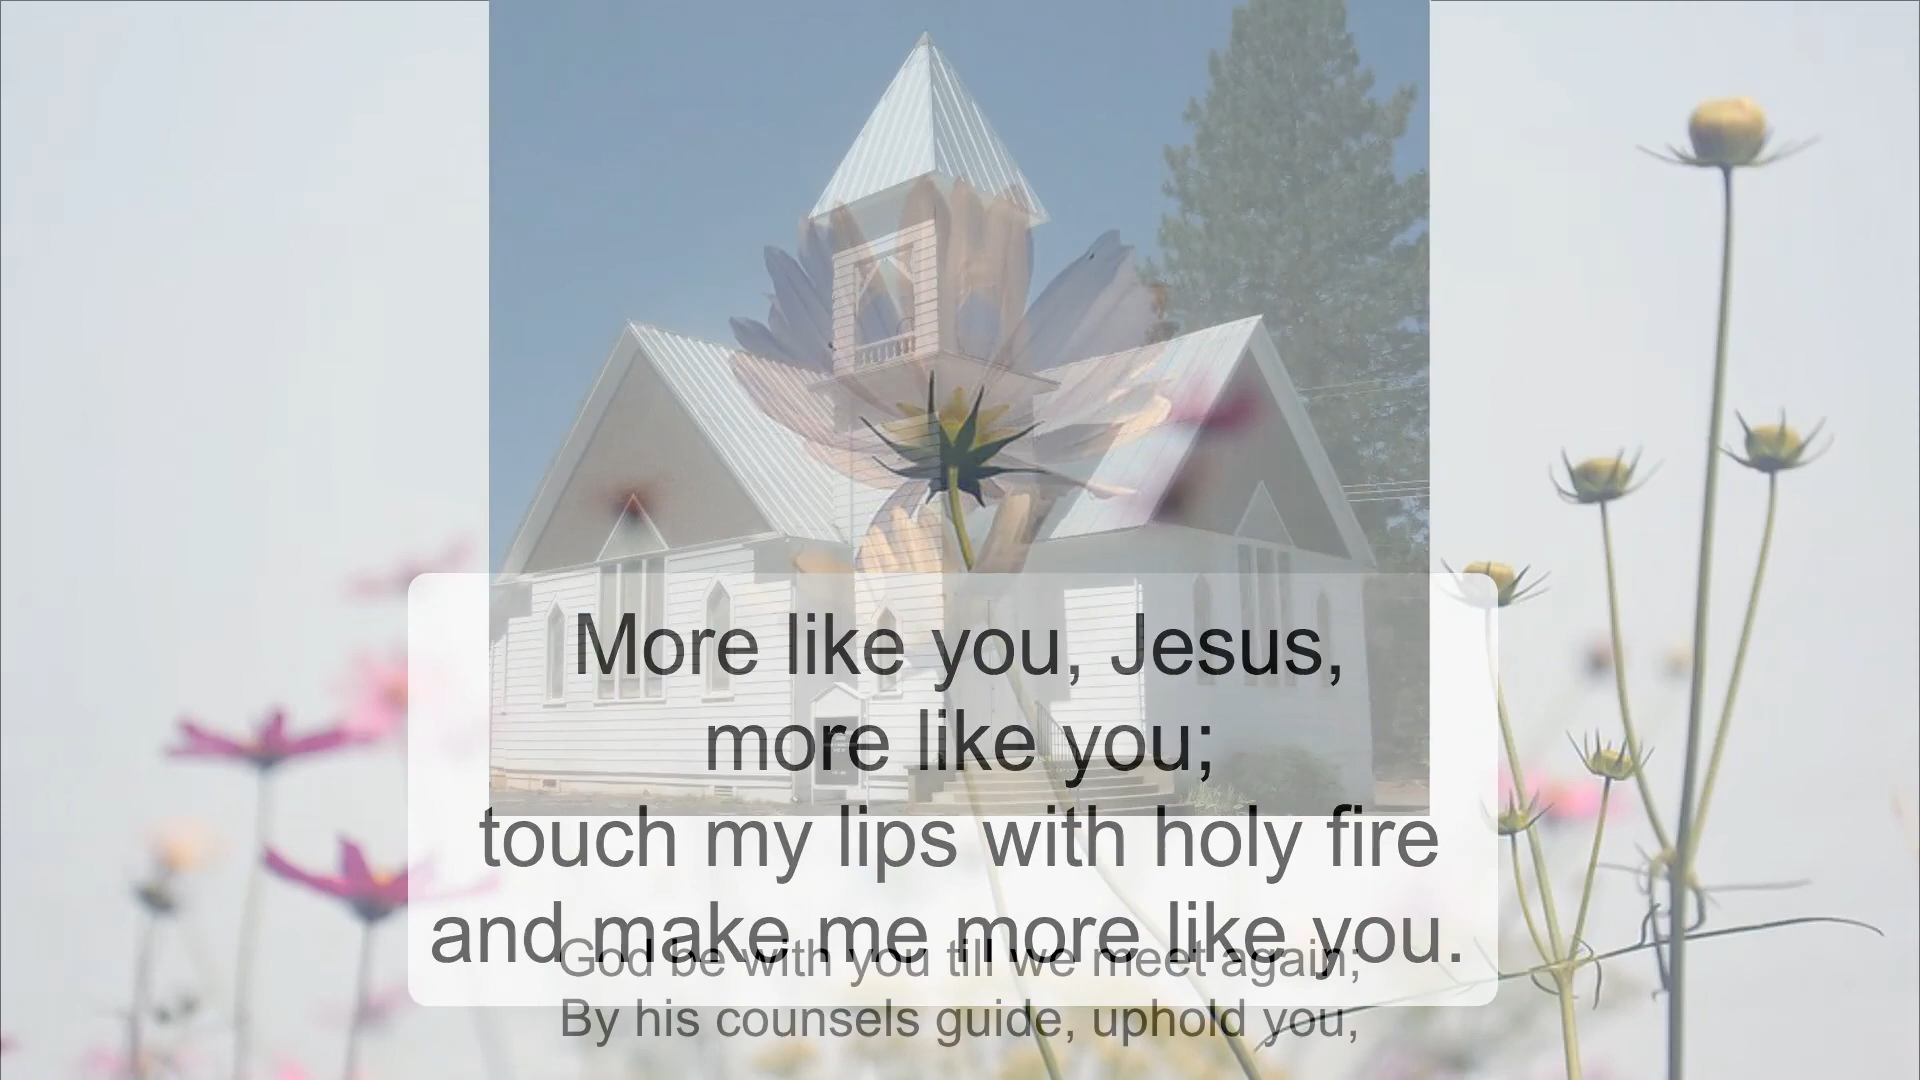 More like you, Jesus,
more like you;
touch my lips with holy fire
and make me more like you.
God be with you till we meet again;
By his counsels guide, uphold you,